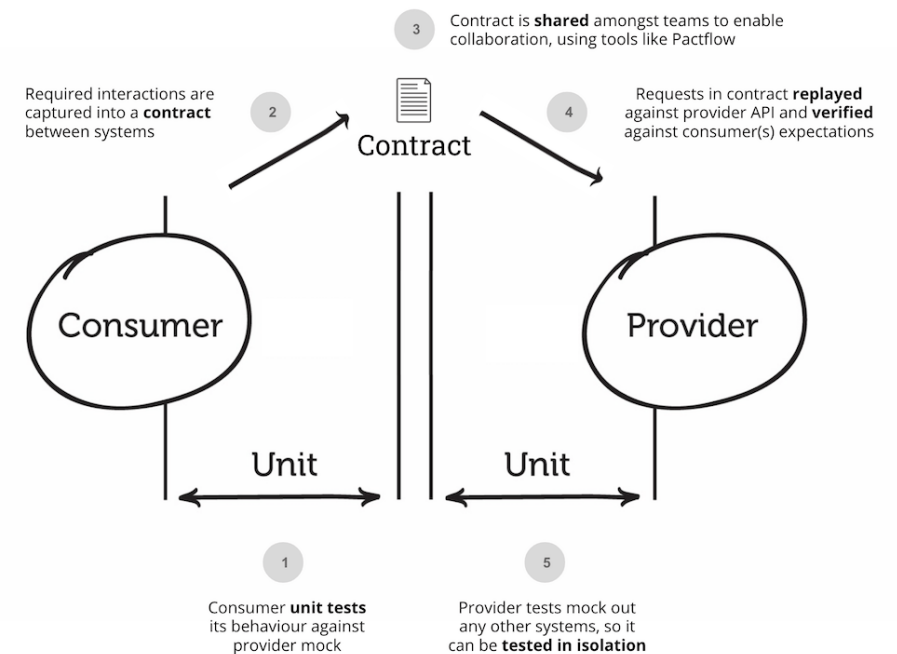 3
Contract is shared amongst teams to enable
collaboration, using tools like Pactflow
Required interactions are
captured into a contract
between systems
2
Contract
4
Requests in contract replayed
against provider API and verified
against consumer(s) expectations
Consumer
Provider
Unit
Unit
1
Consumer unit tests
its behaviour against
provider mock
5
Provider tests mock out
any other systems, so it
can be tested in isolation